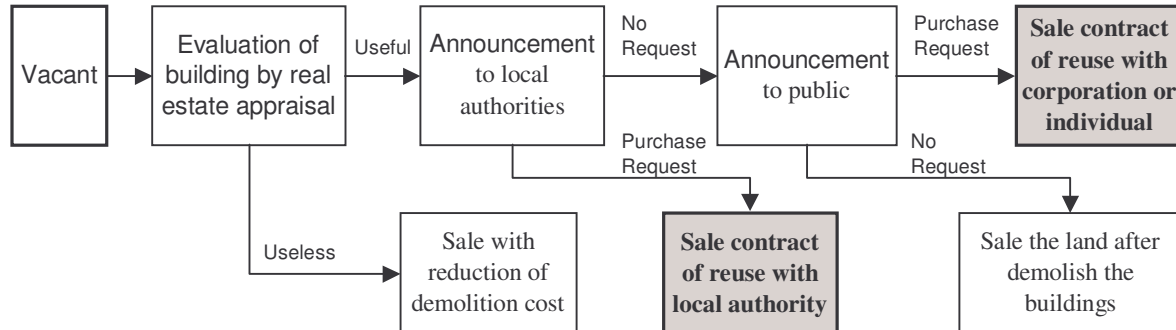 Vacant
Evaluation of
building by real
estate appraisal
Useful
Announcement
to local
authorities
No
Request
Announcement
to public
Purchase
Request
Sale contract
of reuse with
corporation or
individual
Purchase
Request
No
Request
Useless
Sale with
reduction of
demolition cost
Sale contract
of reuse with
local authority
Sale the land after
demolish the
buildings